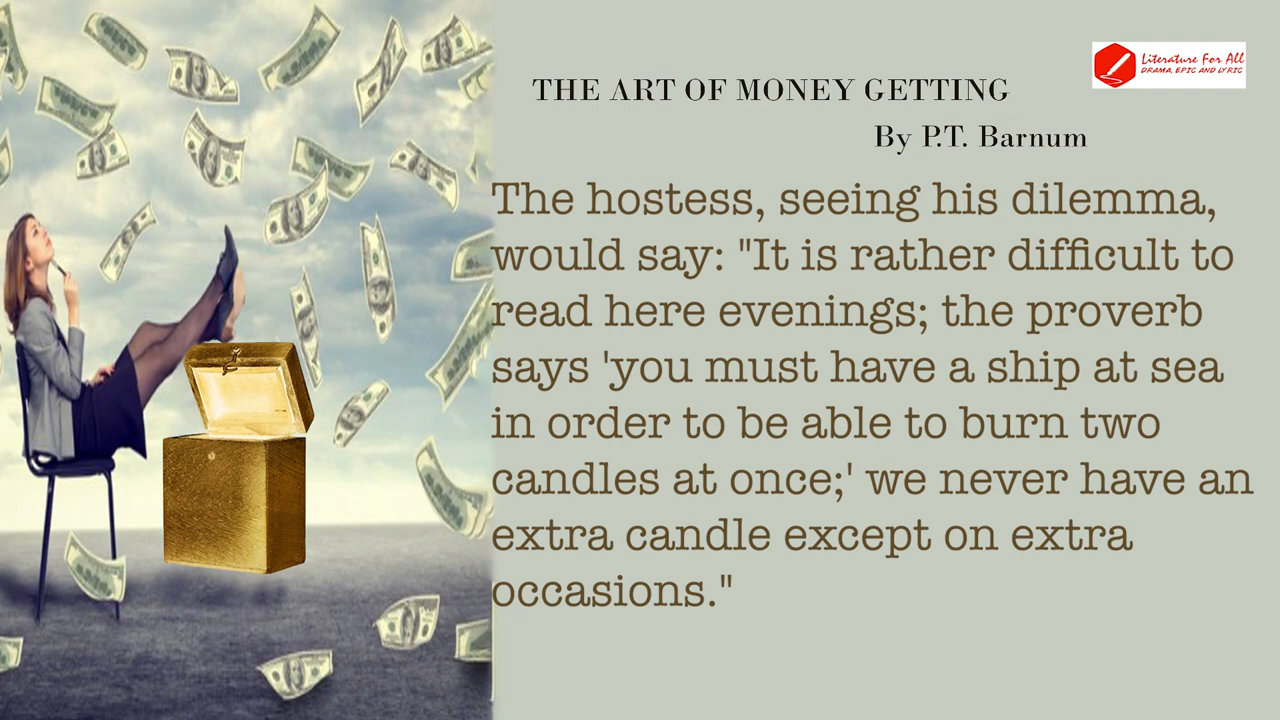 Literature For All
DRAMA, EPIC AND LYRIC
THE ART OF MONEY GETTING
By P.T. Barnum
The hostess, seeing his dilemma,
would say: "It is rather difficult to
read here evenings; the proverb
says 'you must have a ship at sea
in order to be able to burn two
candles at once;' we never have an
extra candle except on extra
occasions."